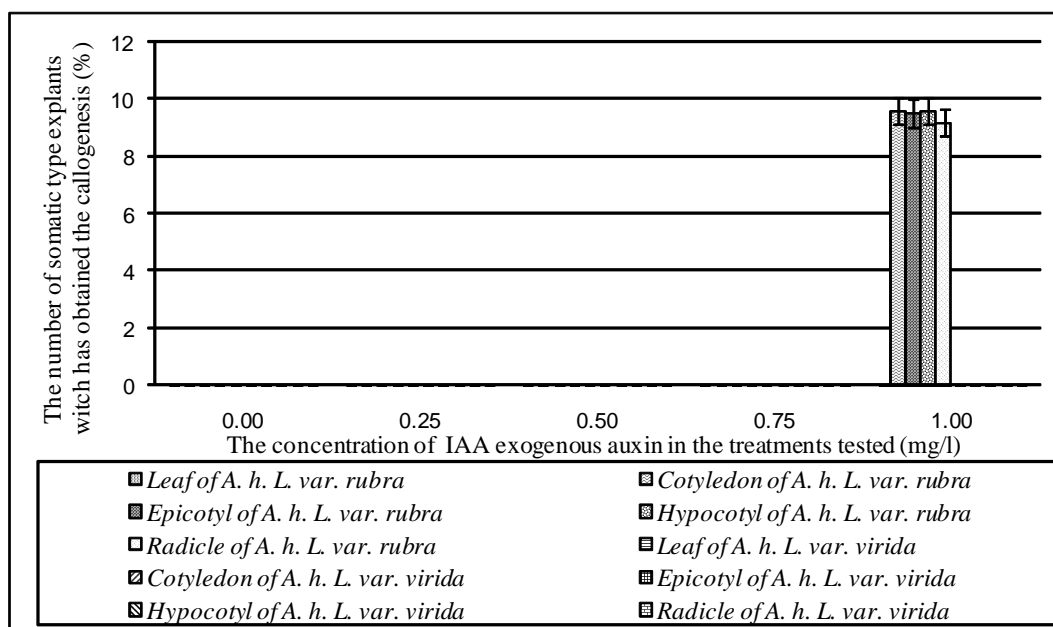 The number of somatic type explants
witch has obtained the callogenesis (%)
12
10
8
6
4
2
0
0.00 0.25 0.50 0.75 1.00
The concentration of IAA exogenous auxin in the treatments tested (mg/l)
Leaf of A. h. L. var. rubra Cotyledon of A. h. L. var. rubra
Epicotyl of A. h. L. var. rubra Hypocotyl of A. h. L. var. rubra
Radicle of A. h. L. var. rubra Leaf of A. h. L. var. virida
Cotyledon of A. h. L. var. virida Epicotyl of A. h. L. var. virida
Hypocotyl of A. h. L. var. virida Radicle of A. h. L. var. virida